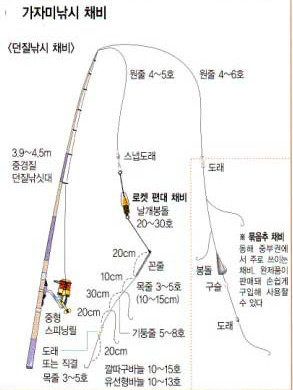 가자미낚시 채비
<던질낚시 채비>
원줄 4~5호
원줄 4~6호
3.9~4.5m
중경질
던질낚싯대
스냅도래
도래
로켓 편대 채비
날개봉돌
20~30호
※ 묶음추 채비
동해 중부권에
서 주로 쓰이는
채비. 완제품이
판매돼 손쉽게
구입해 사용할
수 있다
20cm
끈줄
10cm
목줄 3~5호
(10~15cm)
30cm
20cm
봉돌
구슬
도래
중형
스피닝릴
기둥줄 5~8호
도래
또는 직결
20cm
목줄 3~5호
깔따구바늘 10~15호
유선형바늘 10~13호